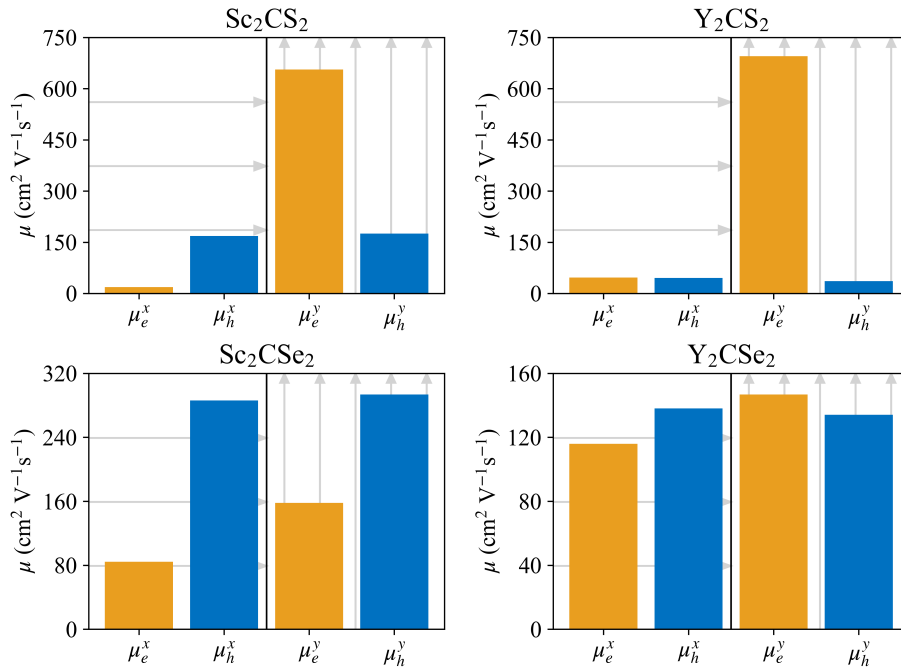 Sc₂CS₂
μ (cm² V⁻¹s⁻¹)
750
600
450
300
150
0
μₑˣ
μₕˣ
μₑʸ
μₕʸ
Y₂CS₂
μ (cm² V⁻¹s⁻¹)
750
600
450
300
150
0
μₑˣ
μₕˣ
μₑʸ
μₕʸ
Sc₂CSe₂
μ (cm² V⁻¹s⁻¹)
320
240
160
80
0
μₑˣ
μₕˣ
μₑʸ
μₕʸ
Y₂CSe₂
μ (cm² V⁻¹s⁻¹)
160
120
80
40
0
μₑˣ
μₕˣ
μₑʸ
μₕʸ